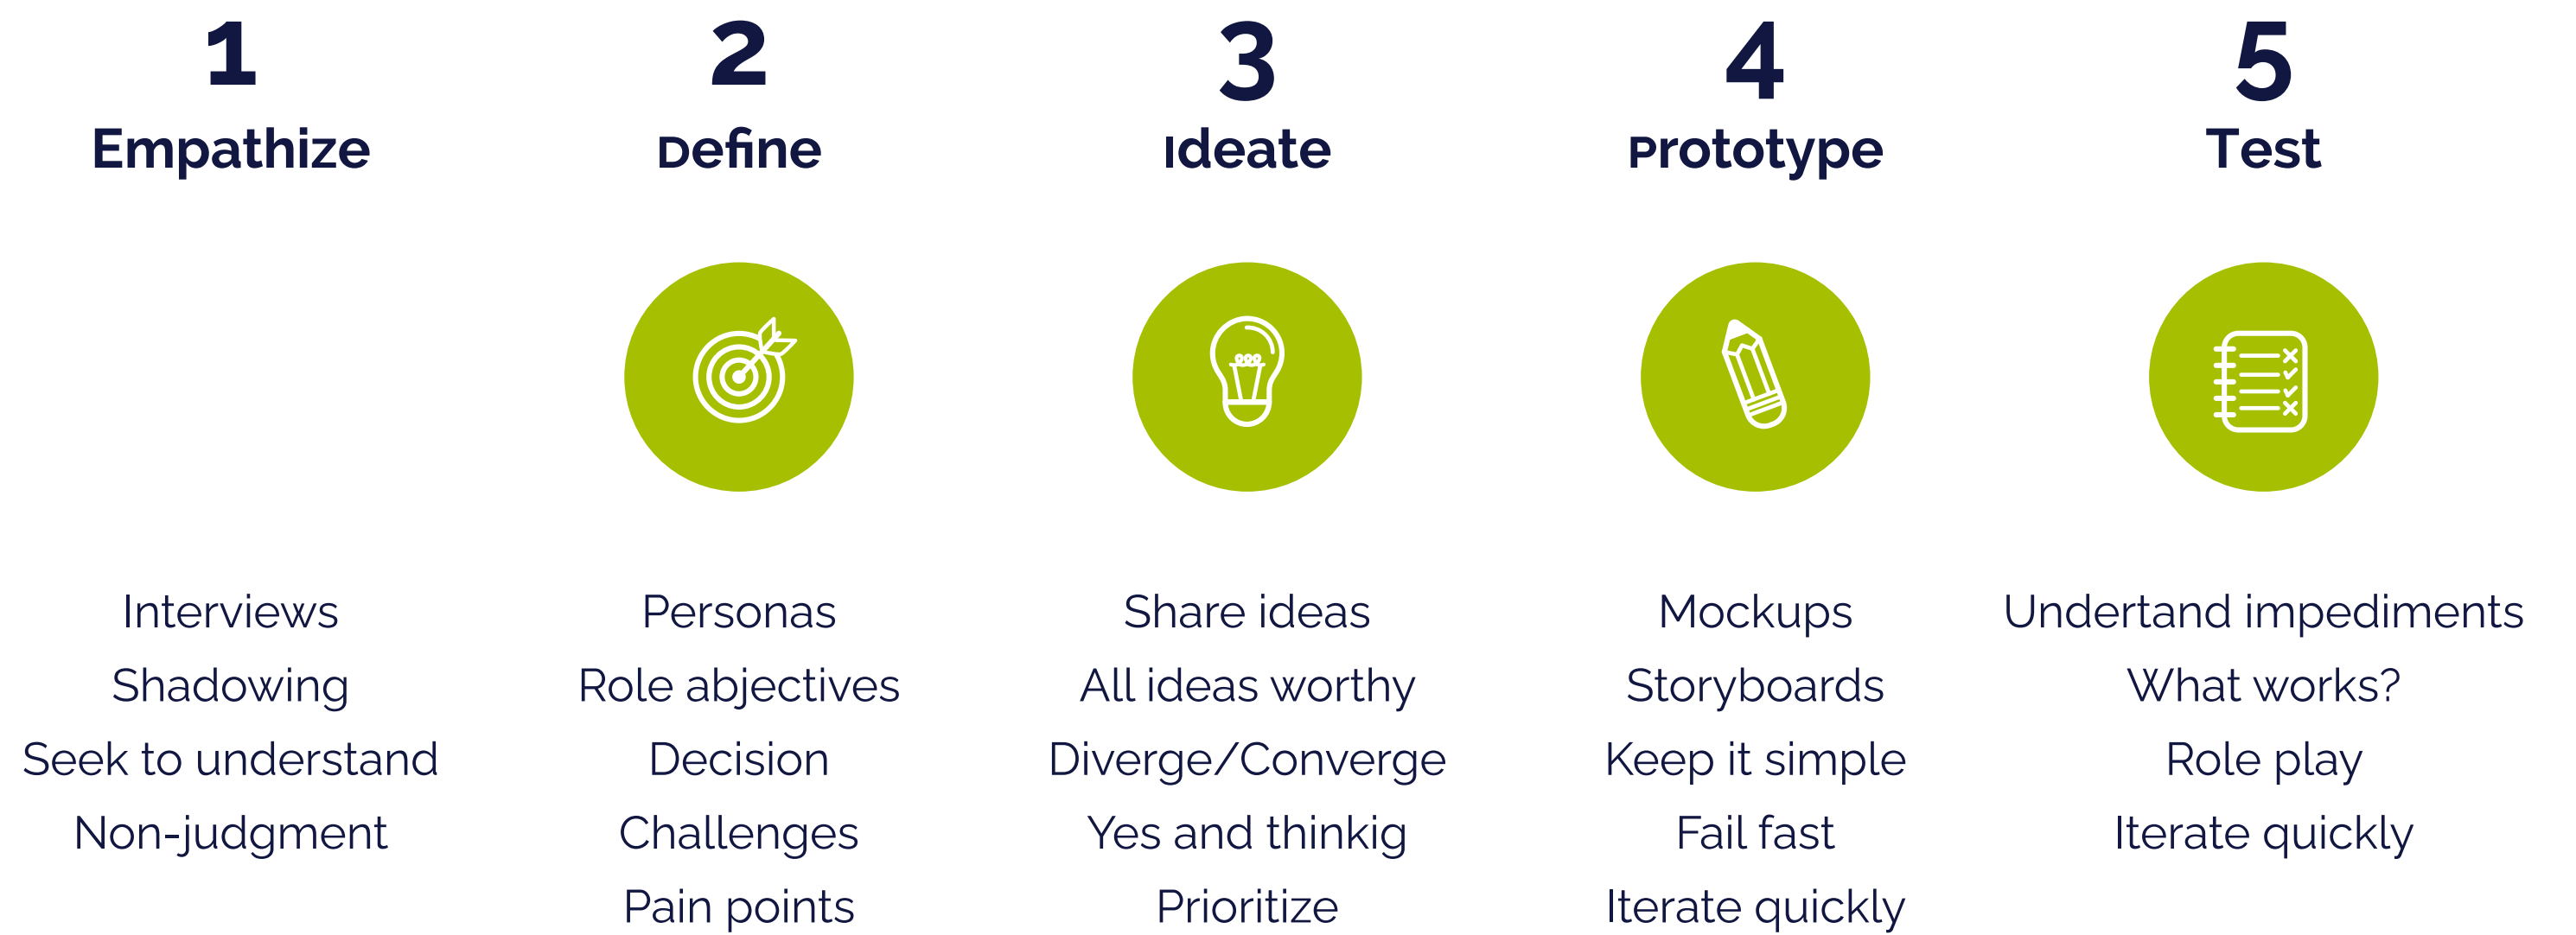 1
Empathize
Interviews
Shadowing
Seek to understand
Non-judgment
2
Define
Personas
Role abjectives
Decision
Challenges
Pain points
3
Ideate
Share ideas
All ideas worthy
Diverge/Converge
Yes and thinkig
Prioritize
4
Prototype
Mockups
Storyboards
Keep it simple
Fail fast
Iterate quickly
5
Test
Undertand impediments
What works?
Role play
Iterate quickly